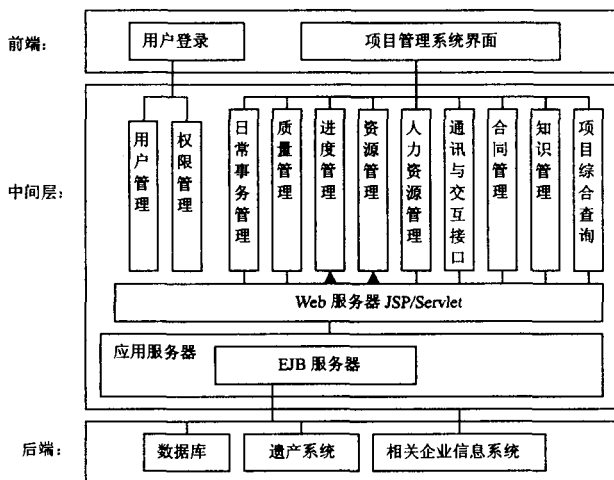 前端：
用户登录
项目管理系统界面
中间层：
用户管理
权限管理
日常事务管理
质量管理
进度管理
资源管理
人力资源管理
通讯与交互接口
合同管理
知识管理
项目综合查询
Web 服务器 JSP/Servlet
应用服务器
EJB 服务器
后端：
数据库
遗产系统
相关企业信息系统